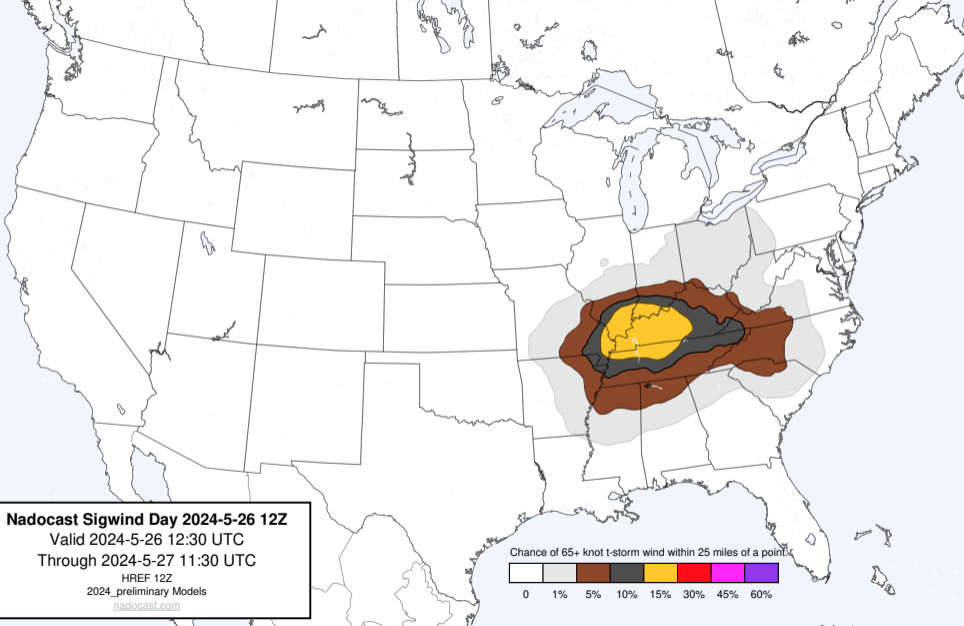 Nadocast Sigwind Day 2024-5-26 12Z
Valid 2024-5-26 12:30 UTC
Through 2024-5-27 11:30 UTC
HREF 12Z
2024_preliminary Models
nadocast.com
Chance of 65+ knot t-storm wind within 25 miles of a point.
0 1% 5% 10% 15% 30% 45% 60%